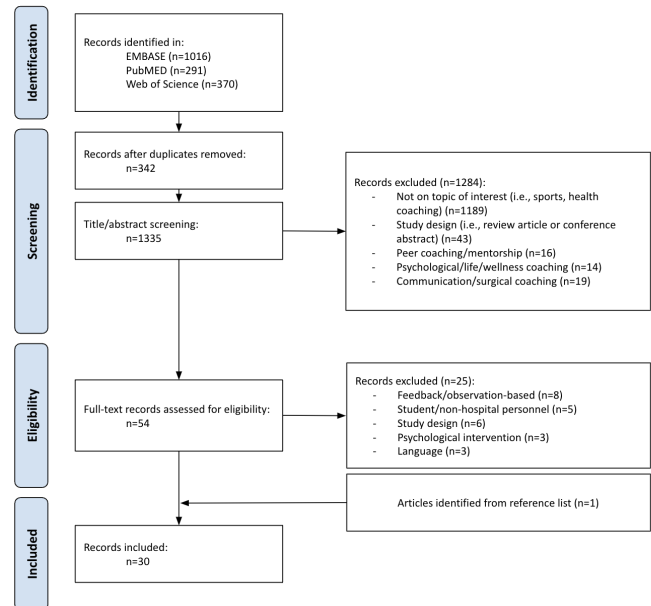 Identification
Records identified in:
EMBASE (n=1016)
PubMED (n=291)
Web of Science (n=370)
Screening
Records after duplicates removed:
n=342
Title/abstract screening:
n=1335
Records excluded (n=1284):
- Not on topic of interest (i.e., sports, health
coaching) (n=1189)
- Study design (i.e., review article or conference
abstract) (n=43)
- Peer coaching/mentorship (n=16)
- Psychological/life/wellness coaching (n=14)
- Communication/surgical coaching (n=19)
Eligibility
Full-text records assessed for eligibility:
n=54
Records excluded (n=25):
- Feedback/observation-based (n=8)
- Student/non-hospital personnel (n=5)
- Study design (n=6)
- Psychological intervention (n=3)
- Language (n=3)
Articles identified from reference list (n=1)
Included
Records included:
n=30